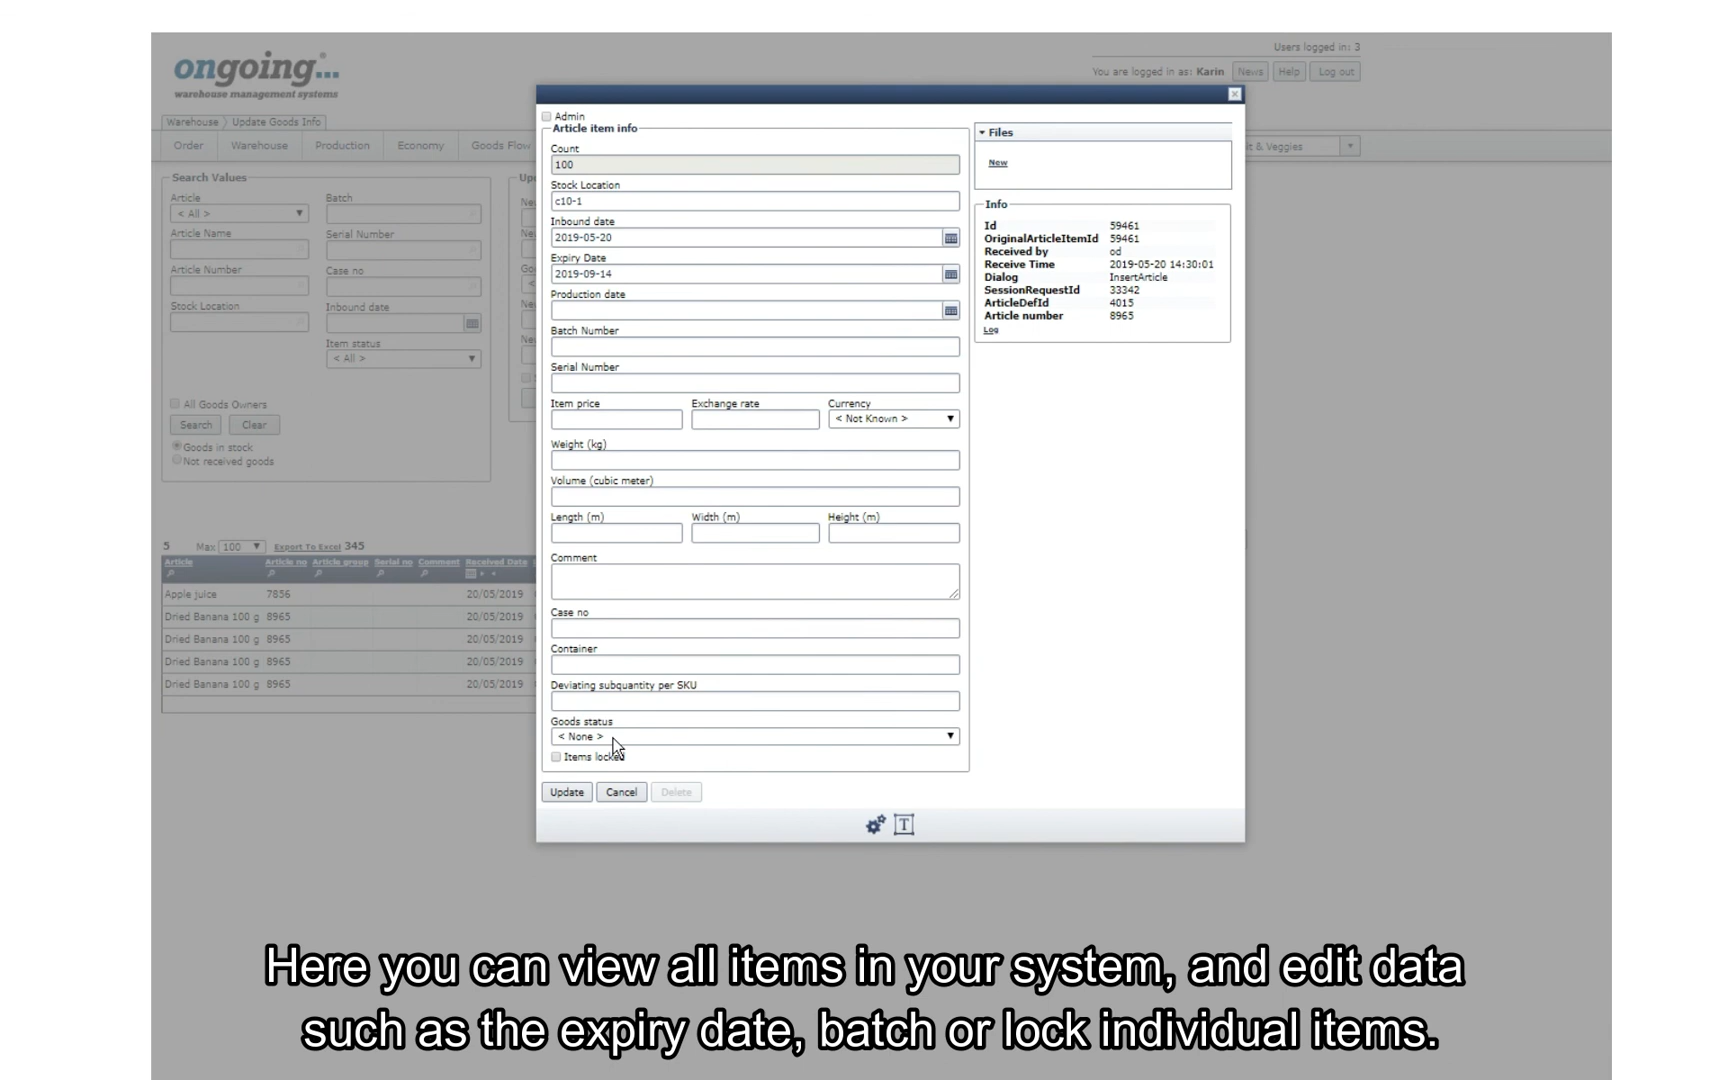 ongoing...
warehouse management systems
Users logged in: 3
You are logged in as: Karin News Help Log out
Warehouse Update Goods Info
Order Warehouse Production Economy Goods Flow
it & Veggies
Search Values
Article Batch
< All >
Article Name Serial Number
Article Number Case no
Stock Location Inbound date
Item status
< All >
All Goods Owners
Search Clear
Goods in stock
Not received goods
5 Max 100 Export To Excel 345
Article Article no Article group Serial no Comment Received Date
Apple juice 7856 20/05/2019
Dried Banana 100 g 8965 20/05/2019
Dried Banana 100 g 8965 20/05/2019
Dried Banana 100 g 8965 20/05/2019
Dried Banana 100 g 8965 20/05/2019
Admin
Article item info
Count
100
Stock Location
c10-1
Inbound date
2019-05-20
Expiry Date
2019-09-14
Production date
Batch Number
Serial Number
Item price Exchange rate Currency
< Not Known >
Weight (kg)
Volume (cubic meter)
Length (m) Width (m) Height (m)
Comment
Case no
Container
Deviating subquantity per SKU
Goods status
< None >
Items locked
Update Cancel Delete
T
Files
New
Info
Id 59461
OriginalArticleItemId 59461
Received by od
Receive Time 2019-05-20 14:30:01
Dialog InsertArticle
SessionRequestId 33342
ArticleDefId 4015
Article number 8965
Log
Here you can view all items in your system, and edit data
such as the expiry date, batch or lock individual items.